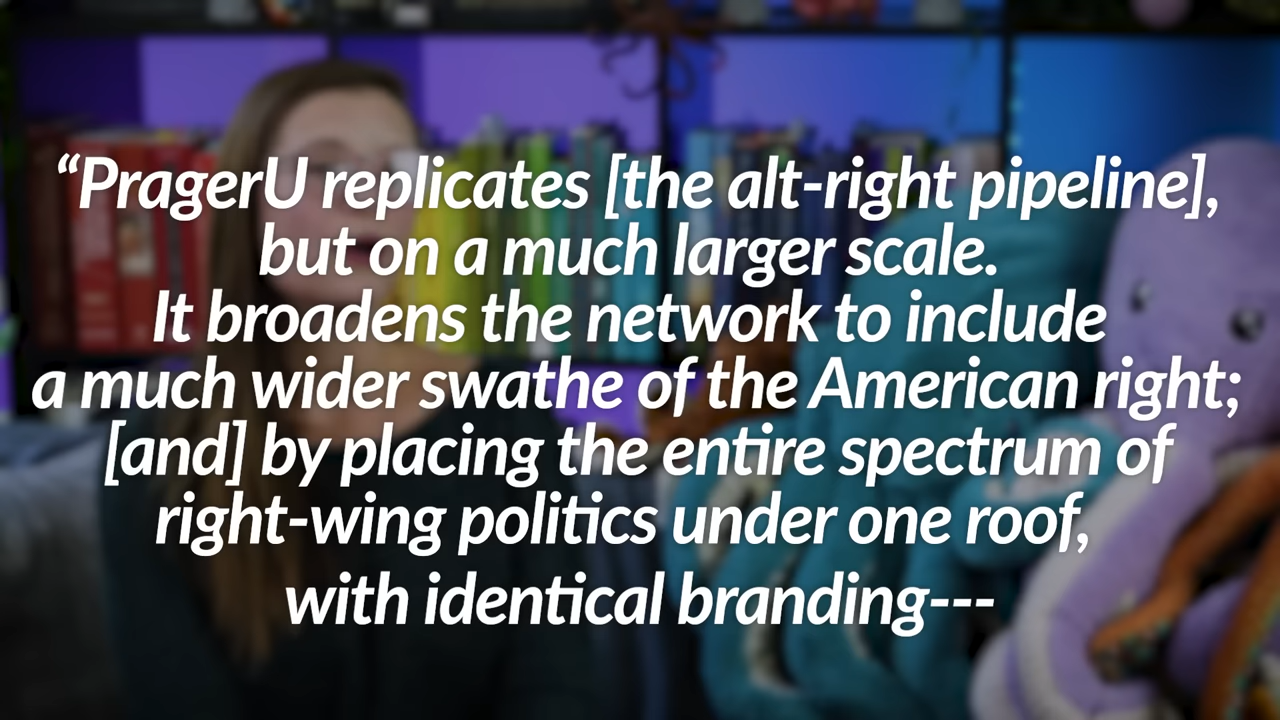 “PragerU replicates [the alt-right pipeline],
but on a much larger scale.
It broadens the network to include
a much wider swathe of the American right;
[and] by placing the entire spectrum of
right-wing politics under one roof,
with identical branding---